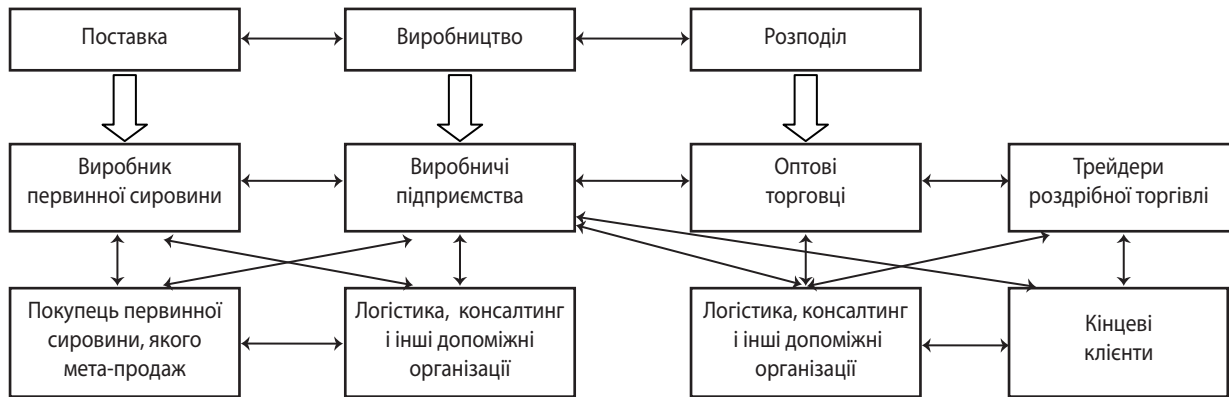 Поставка
Виробництво
Розподіл
Виробник
первинної сировини
Виробничі
підприємства
Оптові
торговці
Трейдери
роздрібної торгівлі
Покупець первинної
сировини, якого
мета-продаж
Логістика, консалтинг
і інші допоміжні
організації
Логістика, консалтинг
і інші допоміжні
організації
Кінцеві
клієнти